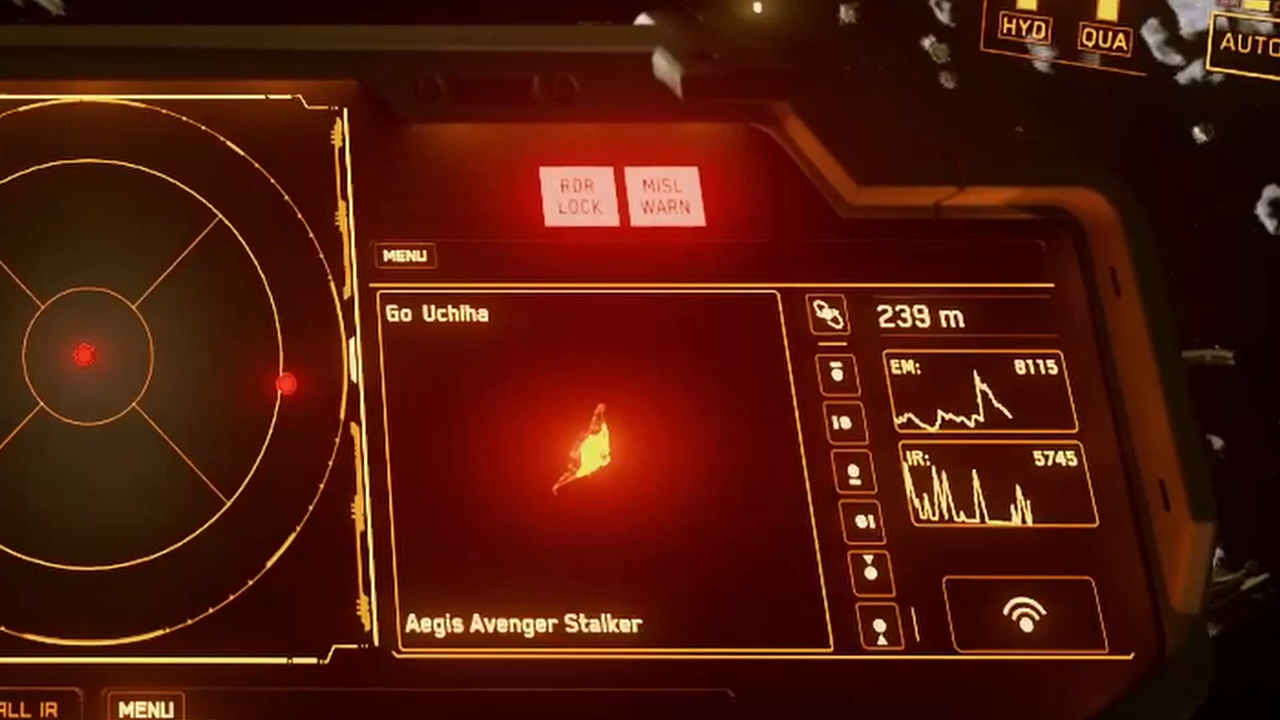 HYD
QUA
AUTO
RDR
LOCK
MISL
WARN
MENU
Go Uchiha
239 m
EM: 8115
IR: 5745
Aegis Avenger Stalker
ALL IR
MENU